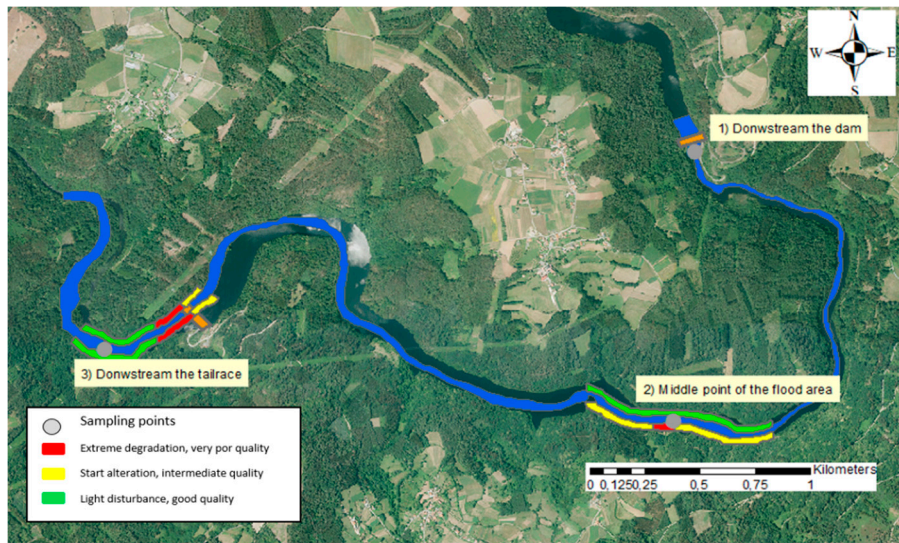 N
W E
S
1) Donwstream the dam
2) Middle point of the flood area
3) Donwstream the tailrace
Sampling points
Extreme degradation, very por quality
Start alteration, intermediate quality
Light disturbance, good quality
Kilometers
0 0,1250,25 0,5 0,75 1